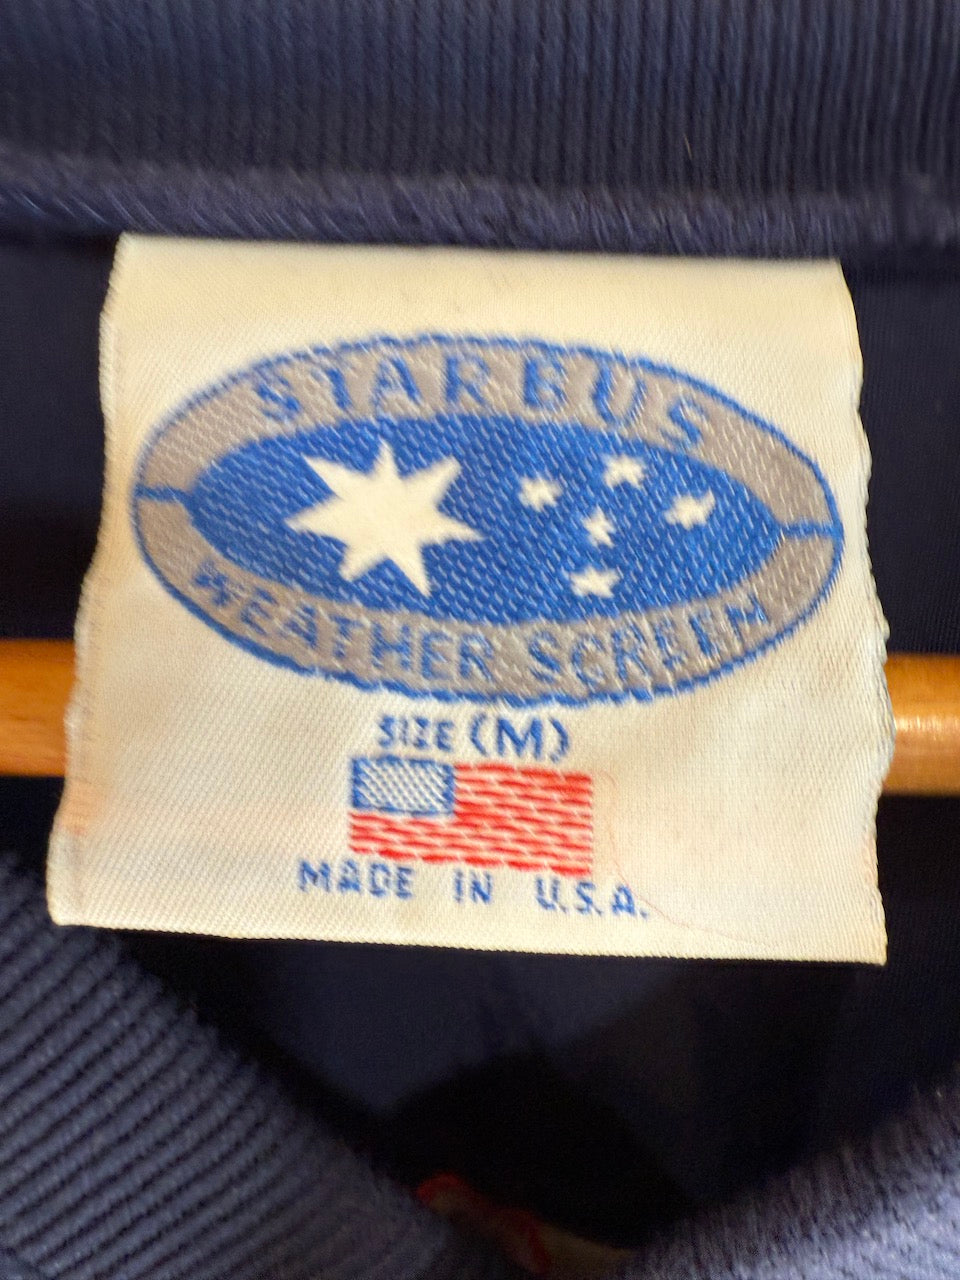 STARBUS
WEATHER SCREEN
SIZE (M)
MADE IN U.S.A.